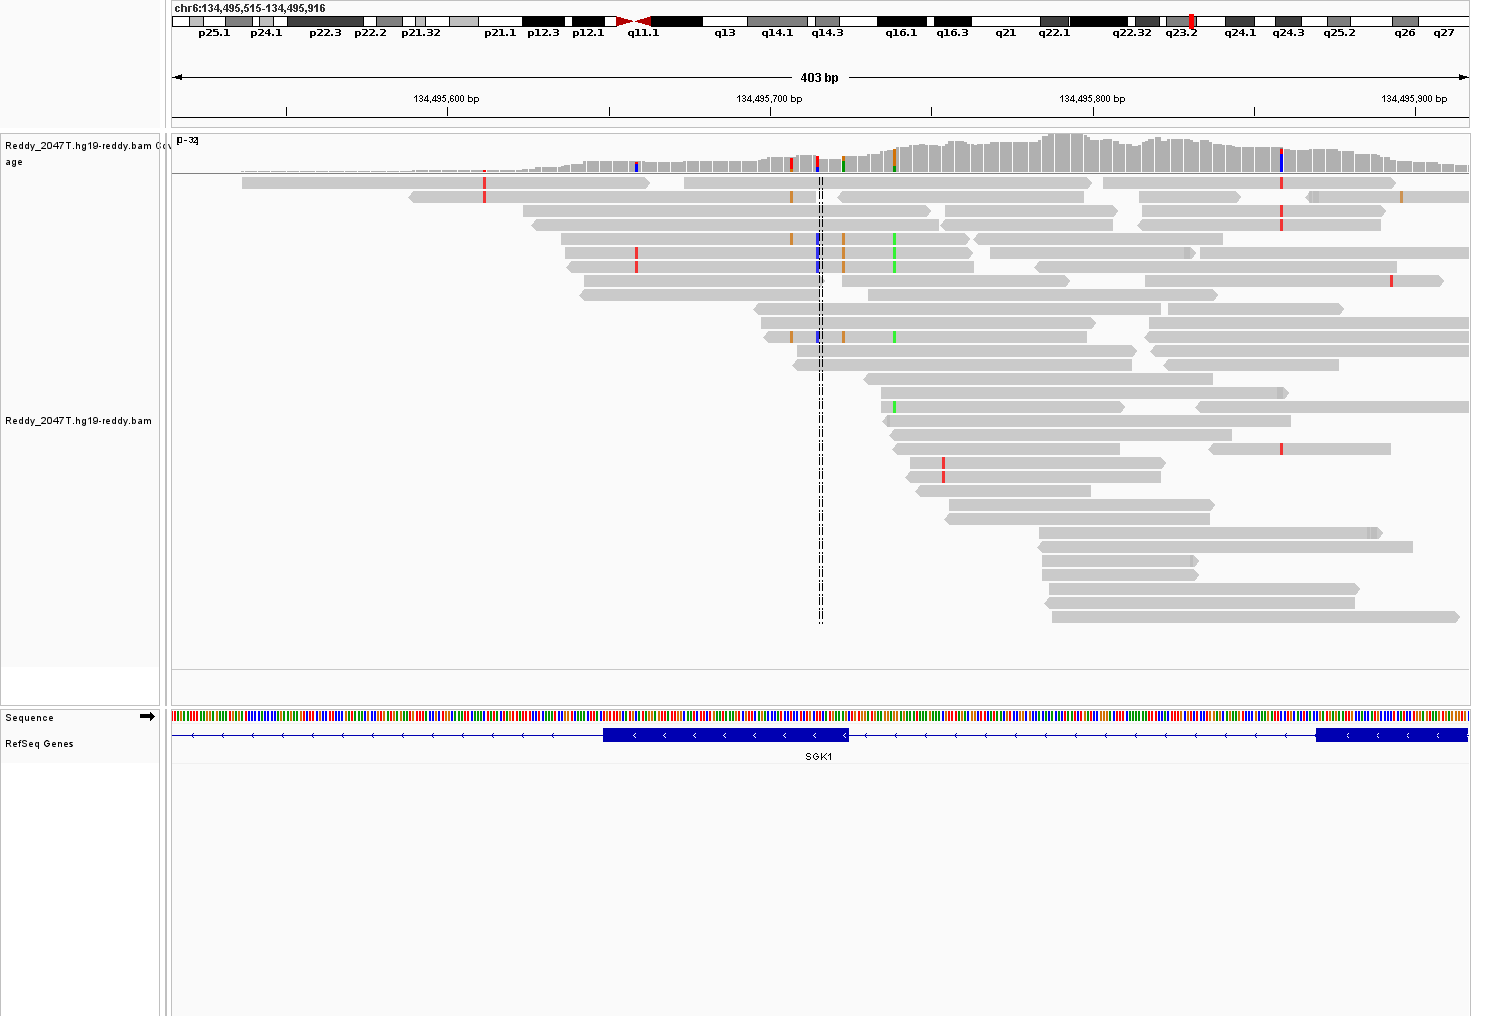 chr6:134,495,515-134,495,916
p25.1 p24.1 p22.3 p22.2 p21.32 p21.1 p12.3 p12.1 q11.1 q13 q14.1 q14.3 q16.1 q16.3 q21 q22.1 q22.32 q23.2 q24.1 q24.3 q25.2 q26 q27
403 bp
134,495,600 bp 134,495,700 bp 134,495,800 bp 134,495,900 bp
Reddy_2047T.hg19-reddy.bam Cov
age
[0-32]
Reddy_2047T.hg19-reddy.bam
Sequence
RefSeq Genes
SGK1